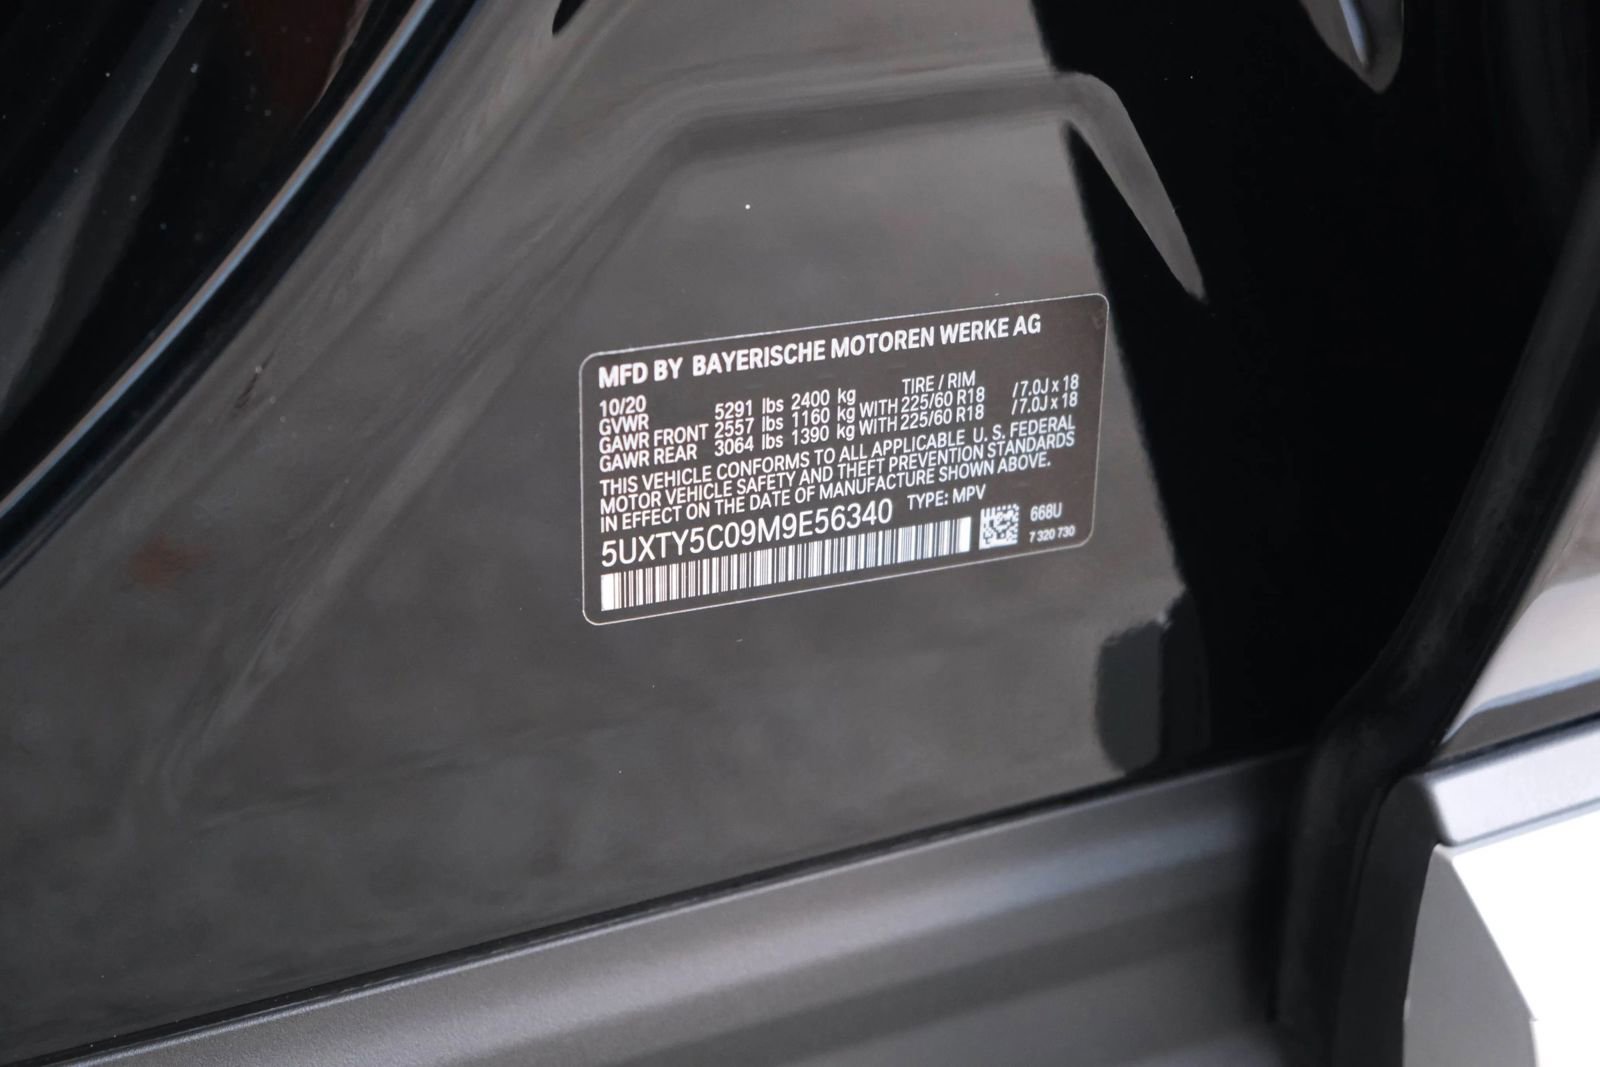 MFD BY BAYERISCHE MOTOREN WERKE AG
10/20 TIRE / RIM
GVWR 5291 lbs 2400 kg
GAWR FRONT 2557 lbs 1160 kg WITH 225/60 R18 / 7.0J x 18
GAWR REAR 3064 lbs 1390 kg WITH 225/60 R18 / 7.0J x 18
THIS VEHICLE CONFORMS TO ALL APPLICABLE U. S. FEDERAL
MOTOR VEHICLE SAFETY AND THEFT PREVENTION STANDARDS
IN EFFECT ON THE DATE OF MANUFACTURE SHOWN ABOVE.
5UXTY5C09M9E56340 TYPE: MPV
668U
7 320 730